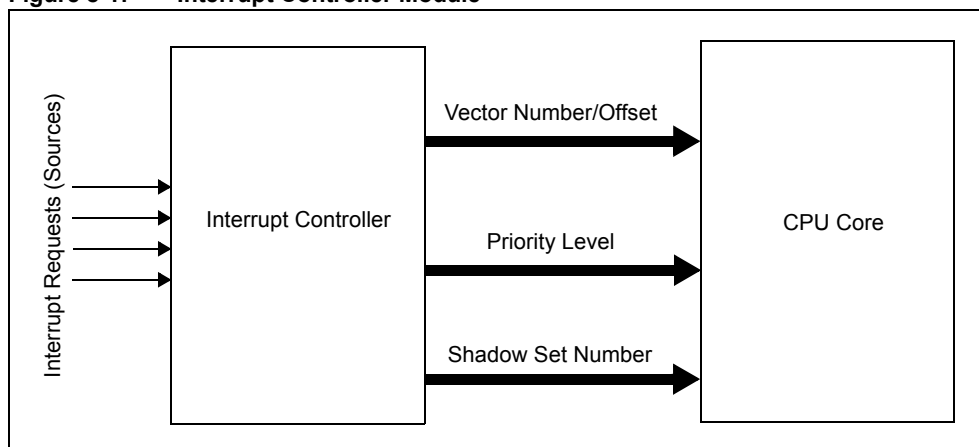 Interrupt Controller Module
Interrupt Requests (Sources)
Interrupt Controller
Vector Number/Offset
Priority Level
Shadow Set Number
CPU Core